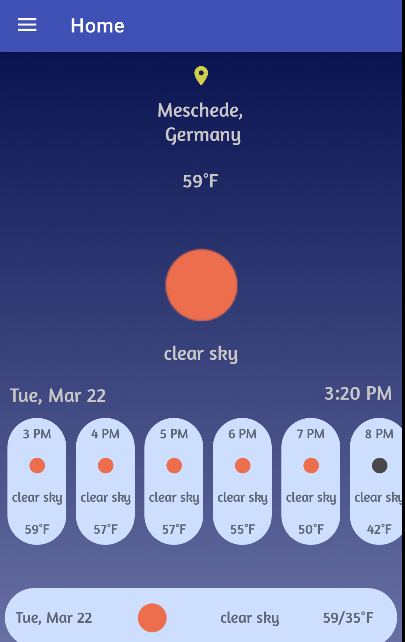 Home
Meschede,
Germany
59°F
clear sky
Tue, Mar 22
3:20 PM
3 PM 4 PM 5 PM 6 PM 7 PM 8 PM
clear sky clear sky clear sky clear sky clear sky clear sky
59°F 57°F 57°F 55°F 50°F 42°F
Tue, Mar 22 clear sky 59/35°F